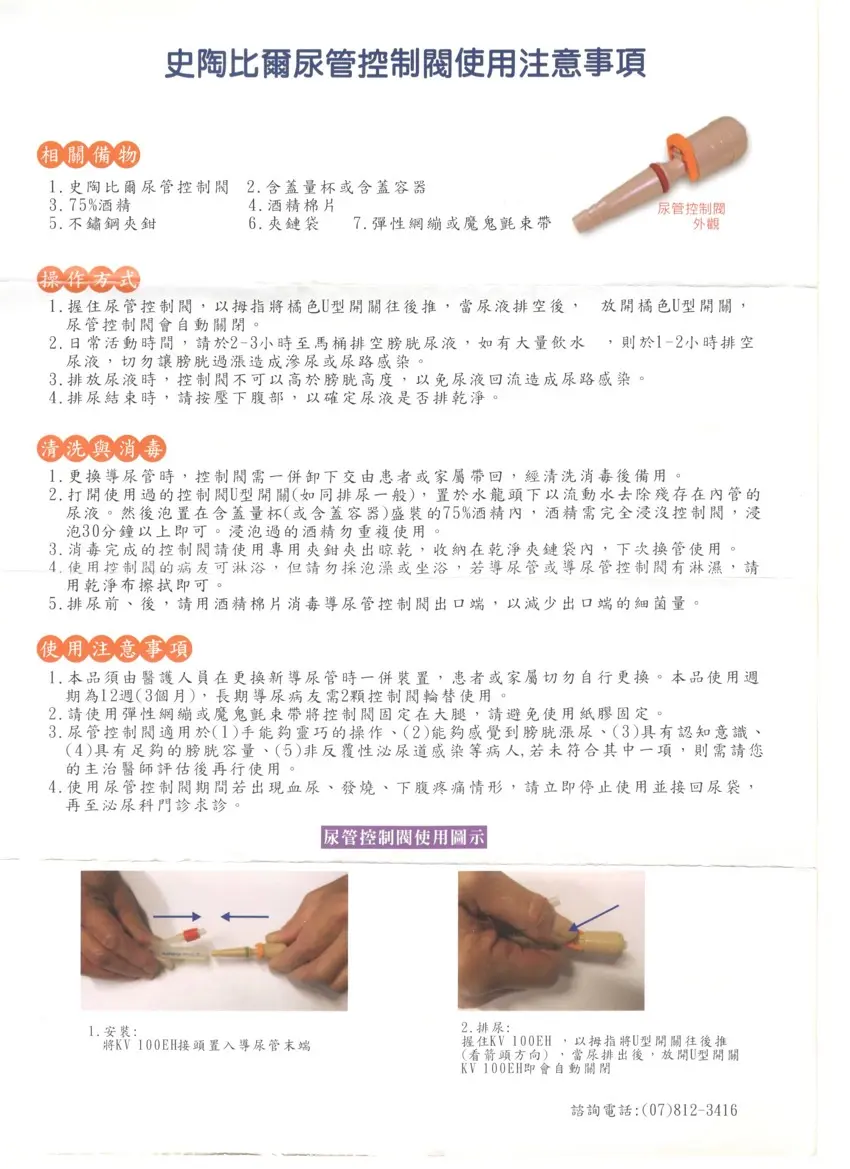 史陶比爾尿管控制閥使用注意事項
相關備物
1.史陶比爾尿管控制閥 2.含蓋量杯或含蓋容器
3.75%酒精 4.酒精棉片
5.不鏽鋼夾鉗 6.夾鏈袋 7.彈性網繃或魔鬼氈束帶
尿管控制閥
外觀
操作方式
1.握住尿管控制閥，以拇指將橘色U型開關往後推，當尿液排空後， 放開橘色U型開關，
尿管控制閥會自動關閉。
2.日常活動時間，請於2-3小時至馬桶排空膀胱尿液，如有大量飲水 ，則於1-2小時排空
尿液，切勿讓膀胱過漲造成滲尿或尿路感染。
3.排放尿液時，控制閥不可以高於膀胱高度，以免尿液回流造成尿路感染。
4.排尿結束時，請按壓下腹部，以確定尿液是否排乾淨。
清洗與消毒
1.更換導尿管時，控制閥需一併卸下交由患者或家屬帶回，經清洗消毒後備用。
2.打開使用過的控制閥U型開關(如同排尿一般)，置於水龍頭下以流動水去除殘存在內管的
尿液。然後泡置在含蓋量杯(或含蓋容器)盛裝的75%酒精內，酒精需完全浸沒控制閥，浸
泡30分鐘以上即可。浸泡過的酒精勿重複使用。
3.消毒完成的控制閥請使用專用夾鉗夾出晾乾，收納在乾淨夾鏈袋內，下次換管使用。
4.使用控制閥的病友可淋浴，但請勿採泡澡或坐浴，若導尿管或導尿管控制閥有淋濕，請
用乾淨布擦拭即可。
5.排尿前、後，請用酒精棉片消毒導尿管控制閥出口端，以減少出口端的細菌量。
使用注意事項
1.本品須由醫護人員在更換新導尿管時一併裝置，患者或家屬切勿自行更換。本品使用週
期為12週(3個月)，長期導尿病友需2顆控制閥輪替使用。
2.請使用彈性網繃或魔鬼氈束帶將控制閥固定在大腿，請避免使用紙膠固定。
3.尿管控制閥適用於(1)手能夠靈巧的操作、(2)能夠感覺到膀胱漲尿、(3)具有認知意識、
(4)具有足夠的膀胱容量、(5)非反覆性泌尿道感染等病人,若未符合其中一項，則需請您
的主治醫師評估後再行使用。
4.使用尿管控制閥期間若出現血尿、發燒、下腹疼痛情形，請立即停止使用並接回尿袋，
再至泌尿科門診求診。
尿管控制閥使用圖示
1.安裝:
將KV 100EH接頭置入導尿管末端
2.排尿:
握住KV 100EH ，以拇指將U型開關往後推
(看箭頭方向) ，當尿排出後，放開U型開關
KV 100EH即會自動關閉
諮詢電話:(07)812-3416